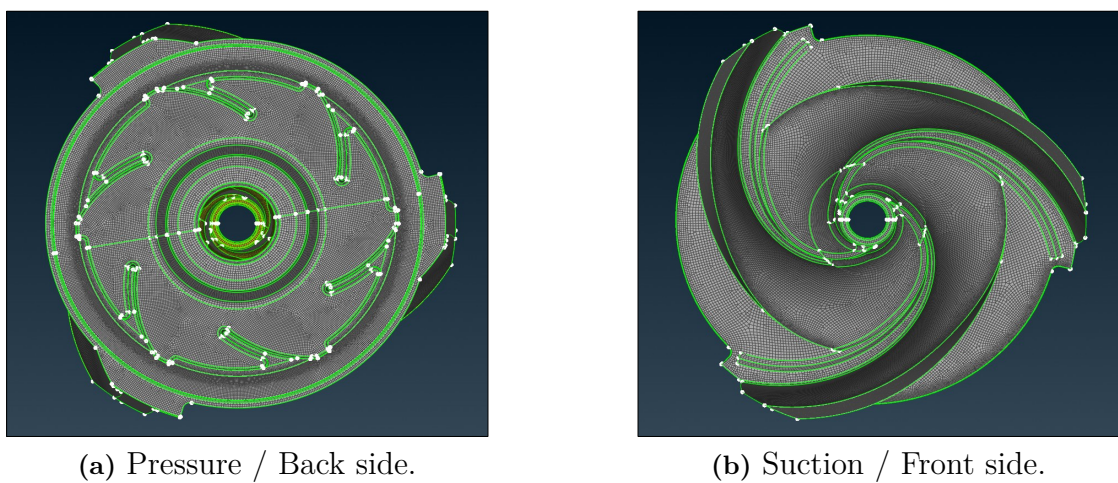 (a) Pressure / Back side.
(b) Suction / Front side.